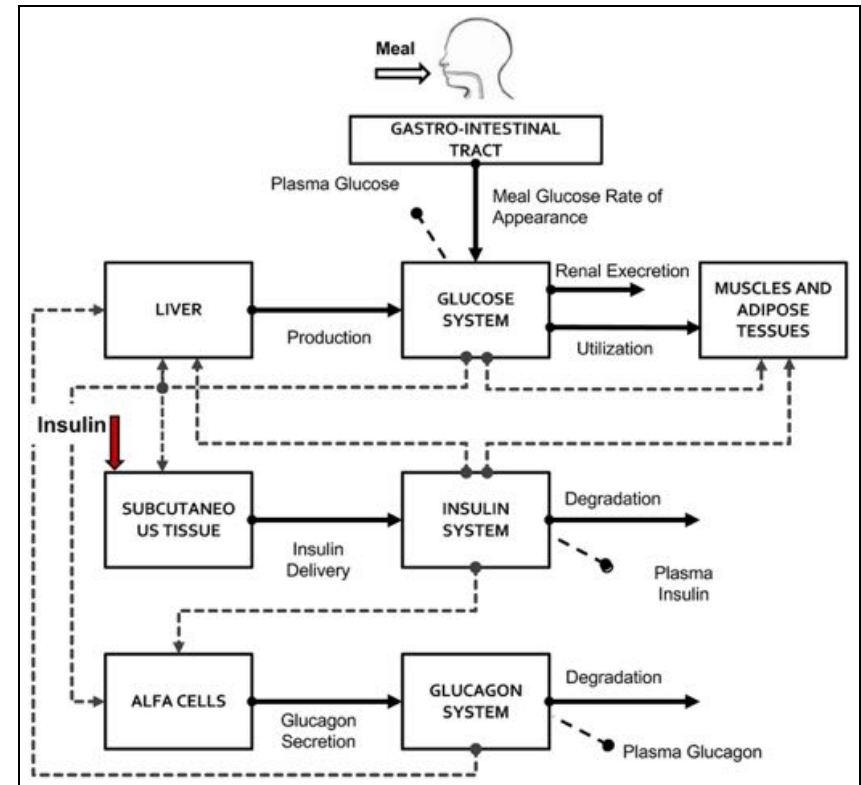 Meal
GASTRO-INTESTINAL
TRACT
Plasma Glucose
Meal Glucose Rate of
Appearance
LIVER
Production
GLUCOSE
SYSTEM
Renal Execretion
Utilization
MUSCLES AND
ADIPOSE
TESSUES
Insulin
SUBCUTANEO
US TISSUE
Insulin
Delivery
INSULIN
SYSTEM
Degradation
Plasma
Insulin
ALFA CELLS
Glucagon
Secretion
GLUCAGON
SYSTEM
Degradation
Plasma Glucagon